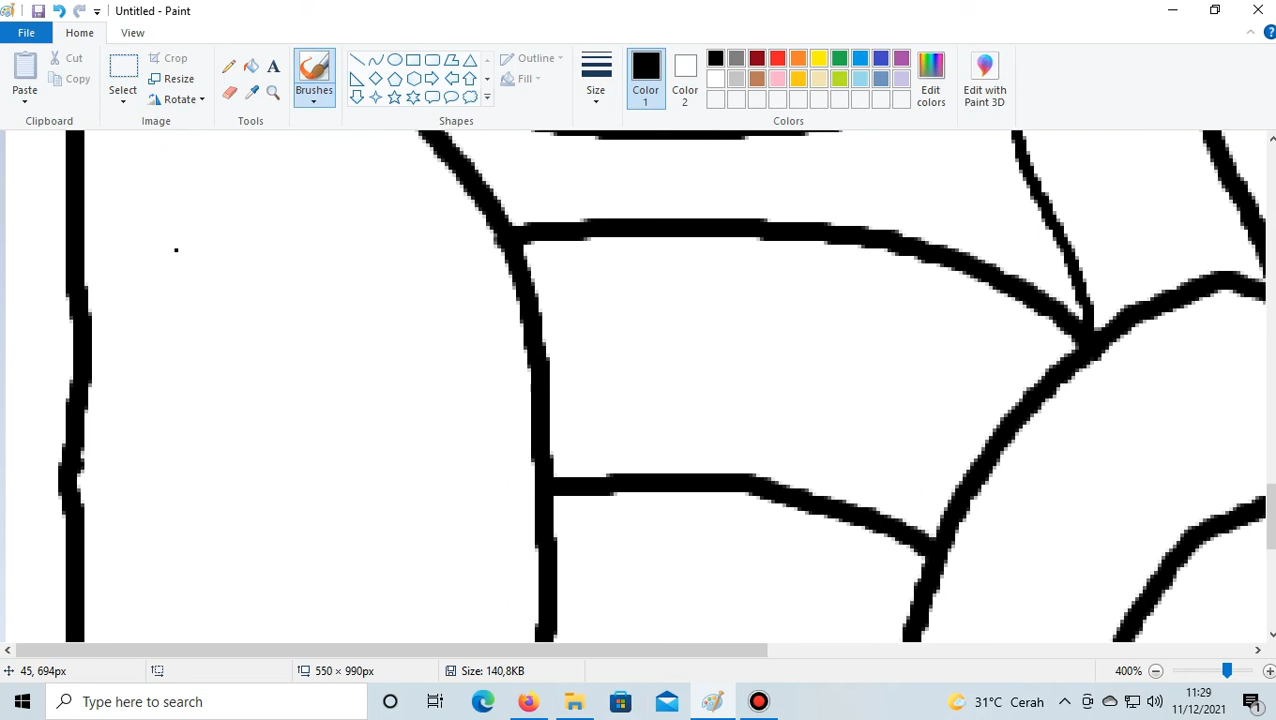 Untitled - Paint
File
Home
View
Paste
Cut
Copy
Clipboard
Select
Crop
Resize
Rotate
Image
A
Tools
Brushes
Outline
Fill
Shapes
Size
Color
1
Color
2
Edit
colors
Colors
Edit with
Paint 3D
45, 694px
550 × 990px
Size: 140,8KB
400%
Type here to search
31°C Cerah
11:29
11/12/2021
1